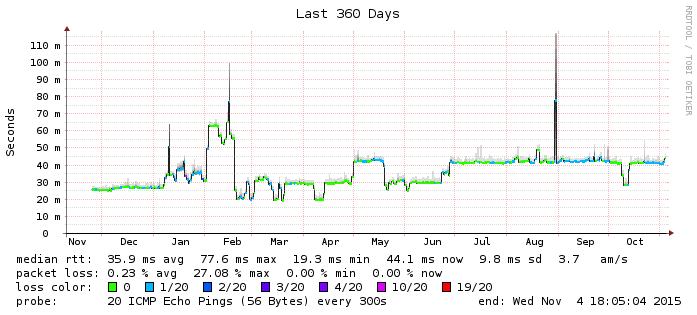 Last 360 Days
RRDTOOL / TOBI OETIKER
Seconds
110 m
100 m
90 m
80 m
70 m
60 m
50 m
40 m
30 m
20 m
10 m
0
Nov Dec Jan Feb Mar Apr May Jun Jul Aug Sep Oct
median rtt: 35.9 ms avg 77.6 ms max 19.3 ms min 44.1 ms now 9.8 ms sd 3.7 am/s
packet loss: 0.23 % avg 27.08 % max 0.00 % min 0.00 % now
loss color: 0 1/20 2/20 3/20 4/20 10/20 19/20
probe: 20 ICMP Echo Pings (56 Bytes) every 300s end: Wed Nov 4 18:05:04 2015